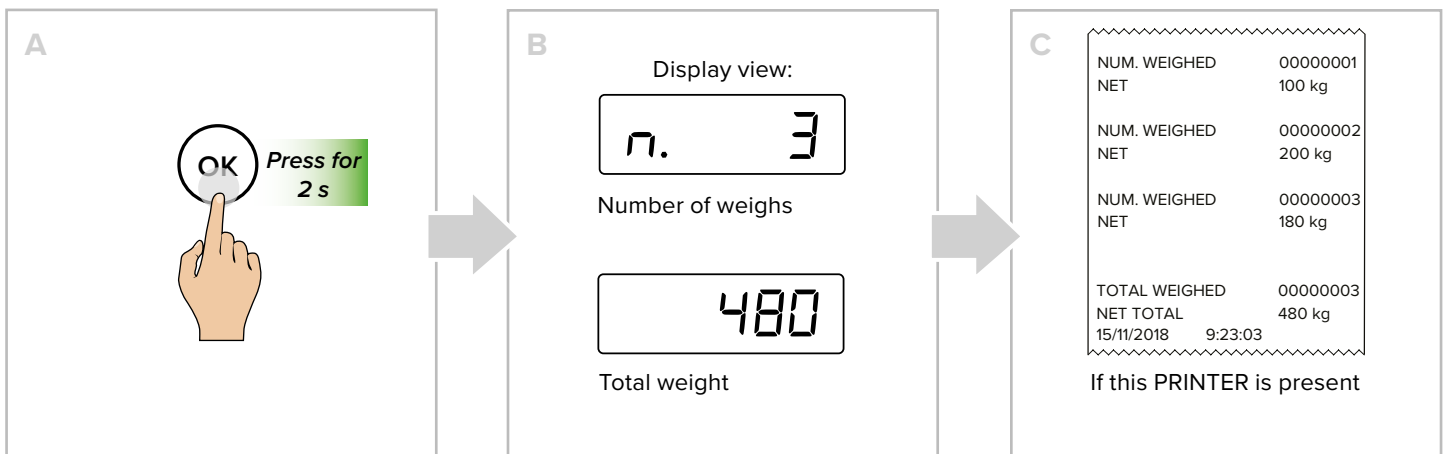 A
OK
Press for
2 s
B
Display view:
n. 3
Number of weighs
480
Total weight
C
NUM. WEIGHED 00000001
NET 100 kg
NUM. WEIGHED 00000002
NET 200 kg
NUM. WEIGHED 00000003
NET 180 kg
TOTAL WEIGHED 00000003
NET TOTAL 480 kg
15/11/2018 9:23:03
If this PRINTER is present